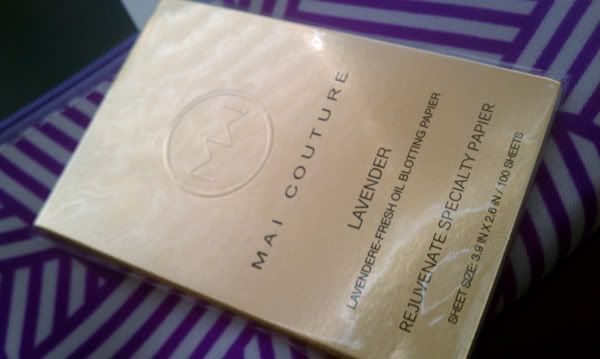 MAI COUTURE
LAVENDER
LAVENDERE-FRESH OIL BLOTTING PAPIER
REJUVENATE SPECIALTY PAPIER
SHEET SIZE: 3.9 IN X 2.6 IN / 100 SHEETS